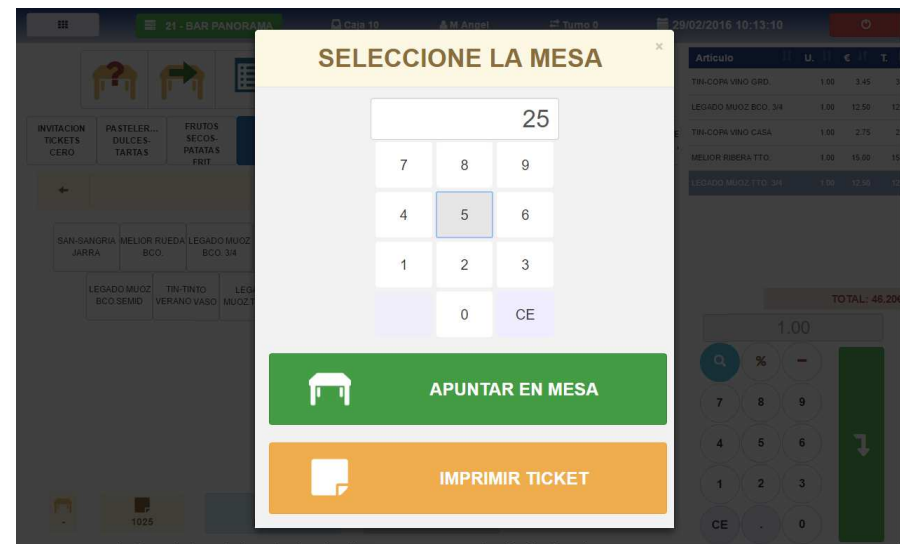 21 - BAR PANORAMA
Caja 10
M Angel
Turno 0
29/02/2016 10:13:10
SELECCIONE LA MESA
×
25
7 8 9
4 5 6
1 2 3
0 CE
APUNTAR EN MESA
IMPRIMIR TICKET
INVITACION
TICKETS
CERO
PASTELER...
DULCES-
TARTAS
FRUTOS
SECOS-
PATATAS
FRIT
SAN-SANGRIA
JARRA
MELIOR RUEDA
BCO.
LEGADO MUOZ
BCO. 3/4
LEGADO MUOZ
BCO.SEMID
TIN-TINTO
VERANO VASO
MUOZ
1025
Artículo U. € T.
TIN-COPA VINO GRD. 1.00 3.45
LEGADO MUOZ BCO. 3/4 1.00 12.50
TIN-COPA VINO CASA 1.00 2.75
MELIOR RIBERA TTO. 1.00 15.00
LEGADO MUOZ TTO. 3/4 1.00 12.50
TOTAL: 46,20
1.00
% −
7 8 9
4 5 6
1 2 3
CE . 0